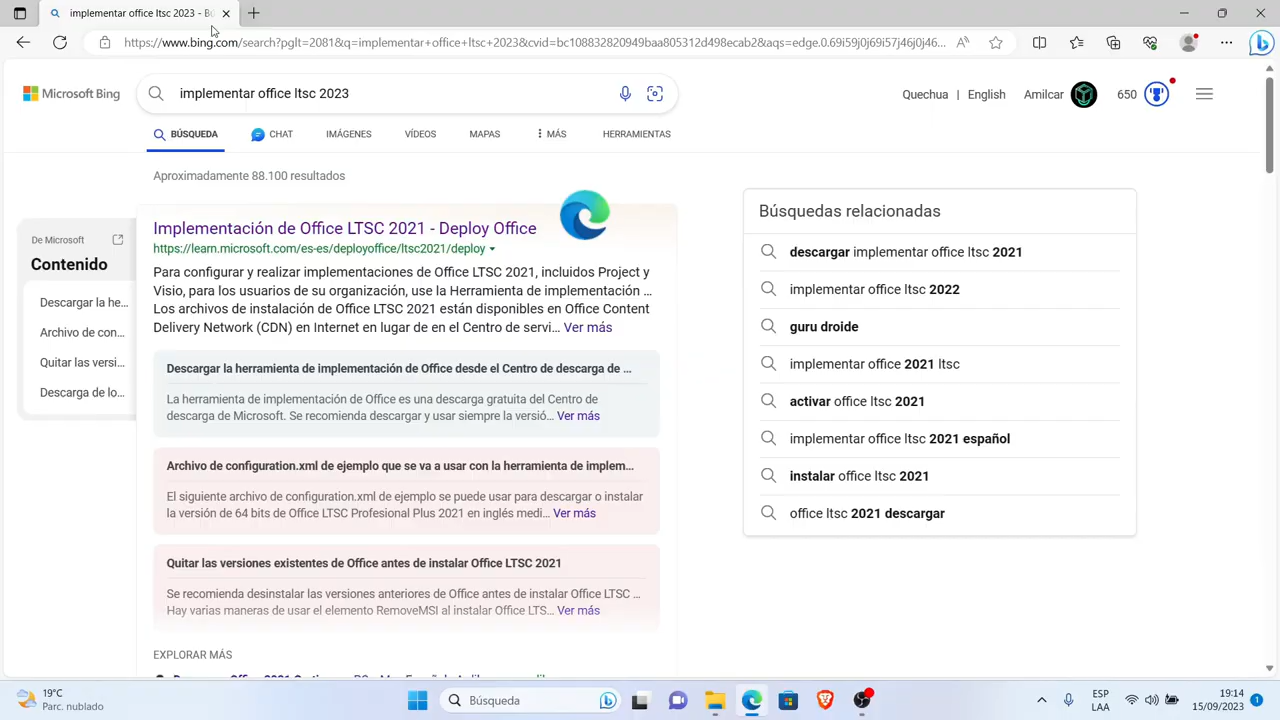 implementar office ltsc 2023 - Bú
https://www.bing.com/search?pglt=2081&q=implementar+office+ltsc+2023&cvid=bc108832820949baa805312d498ecab2&aqs=edge.0.69i59j0j69i57j46j0j46...
Microsoft Bing
implementar office ltsc 2023
Quechua | English Amilcar 650
BÚSQUEDA CHAT IMÁGENES VÍDEOS MAPAS MÁS HERRAMIENTAS
Aproximadamente 88.100 resultados
De Microsoft
Contenido
Descargar la he...
Archivo de con...
Quitar las versi...
Descarga de lo...
Implementación de Office LTSC 2021 - Deploy Office
https://learn.microsoft.com/es-es/deployoffice/ltsc2021/deploy
Para configurar y realizar implementaciones de Office LTSC 2021, incluidos Project y
Visio, para los usuarios de su organización, use la Herramienta de implementación ...
Los archivos de instalación de Office LTSC 2021 están disponibles en Office Content
Delivery Network (CDN) en Internet en lugar de en el Centro de servi... Ver más
Descargar la herramienta de implementación de Office desde el Centro de descarga de ...
La herramienta de implementación de Office es una descarga gratuita del Centro de
descarga de Microsoft. Se recomienda descargar y usar siempre la versió... Ver más
Archivo de configuration.xml de ejemplo que se va a usar con la herramienta de implem...
El siguiente archivo de configuration.xml de ejemplo se puede usar para descargar o instalar
la versión de 64 bits de Office LTSC Profesional Plus 2021 en inglés medi... Ver más
Quitar las versiones existentes de Office antes de instalar Office LTSC 2021
Se recomienda desinstalar las versiones anteriores de Office antes de instalar Office LTSC ...
Hay varias maneras de usar el elemento RemoveMSI al instalar Office LTS... Ver más
EXPLORAR MÁS
Búsquedas relacionadas
descargar implementar office ltsc 2021
implementar office ltsc 2022
guru droide
implementar office 2021 ltsc
activar office ltsc 2021
implementar office ltsc 2021 español
instalar office ltsc 2021
office ltsc 2021 descargar
19°C
Parc. nublado
Búsqueda
ESP
LAA
19:14
15/09/2023
1